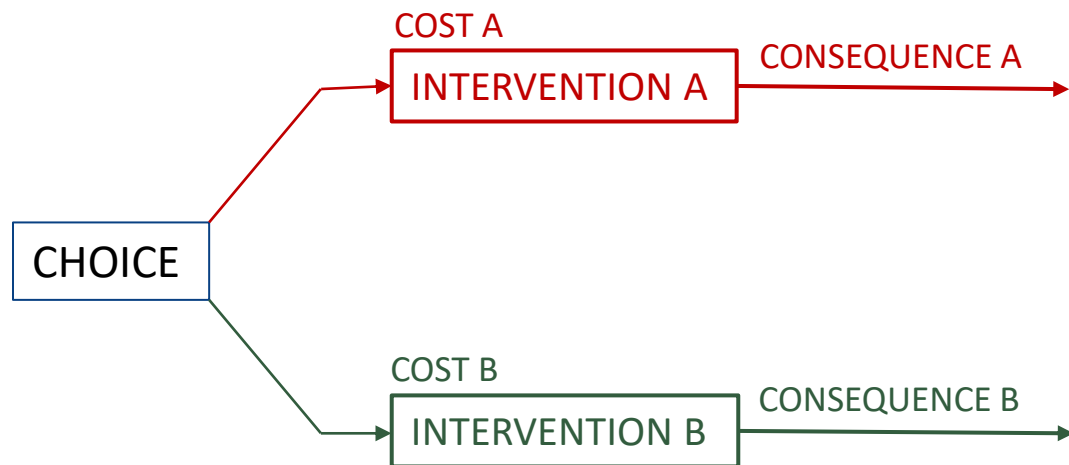 COST A
INTERVENTION A
CONSEQUENCE A
CHOICE
COST B
INTERVENTION B
CONSEQUENCE B